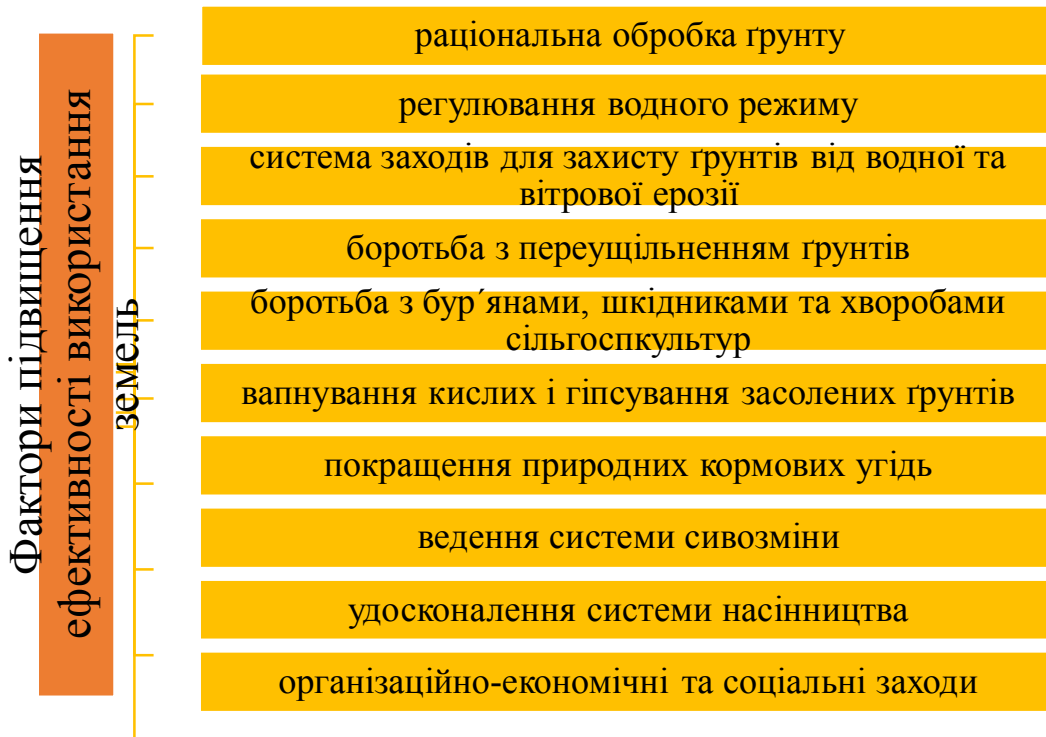 Фактори підвищення
ефективності використання
земель
раціональна обробка ґрунту
регулювання водного режиму
система заходів для захисту ґрунтів від водної та
вітрової ерозії
боротьба з переущільненням ґрунтів
боротьба з бур´янами, шкідниками та хворобами
сільгоспкультур
вапнування кислих і гіпсування засолених ґрунтів
покращення природних кормових угідь
ведення системи сивозміни
удосконалення системи насінництва
організаційно-економічні та соціальні заходи